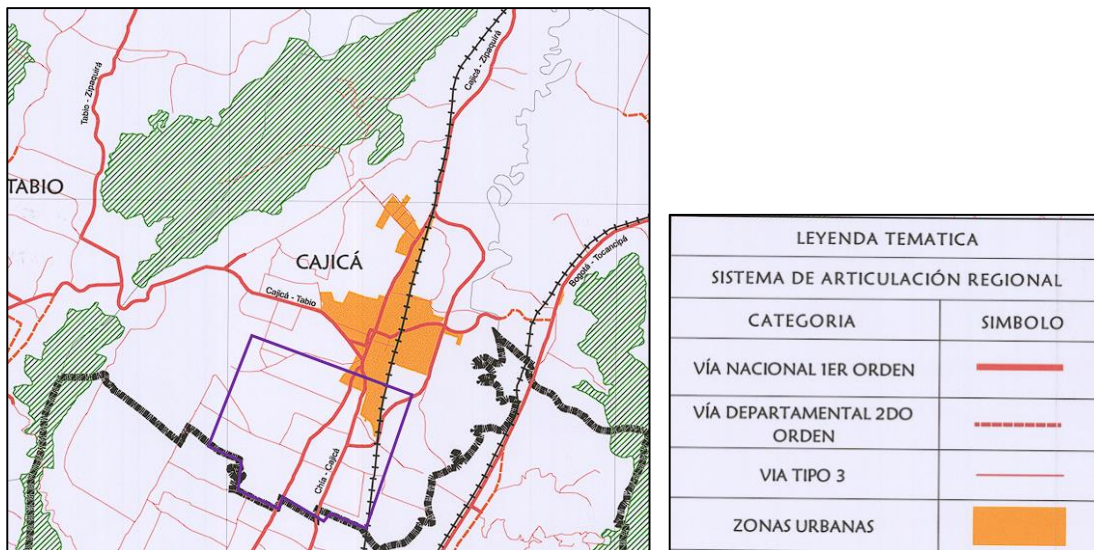 Tabio - Zipaquirá
Cajicá - Zipaquirá
TABIO
CAJICÁ
Bogotá - Tocancipá
Cajicá - Tabio
Chía - Cajicá
LEYENDA TEMATICA
SISTEMA DE ARTICULACIÓN REGIONAL
CATEGORIA
SIMBOLO
VÍA NACIONAL 1ER ORDEN
VÍA DEPARTAMENTAL 2DO
ORDEN
VIA TIPO 3
ZONAS URBANAS